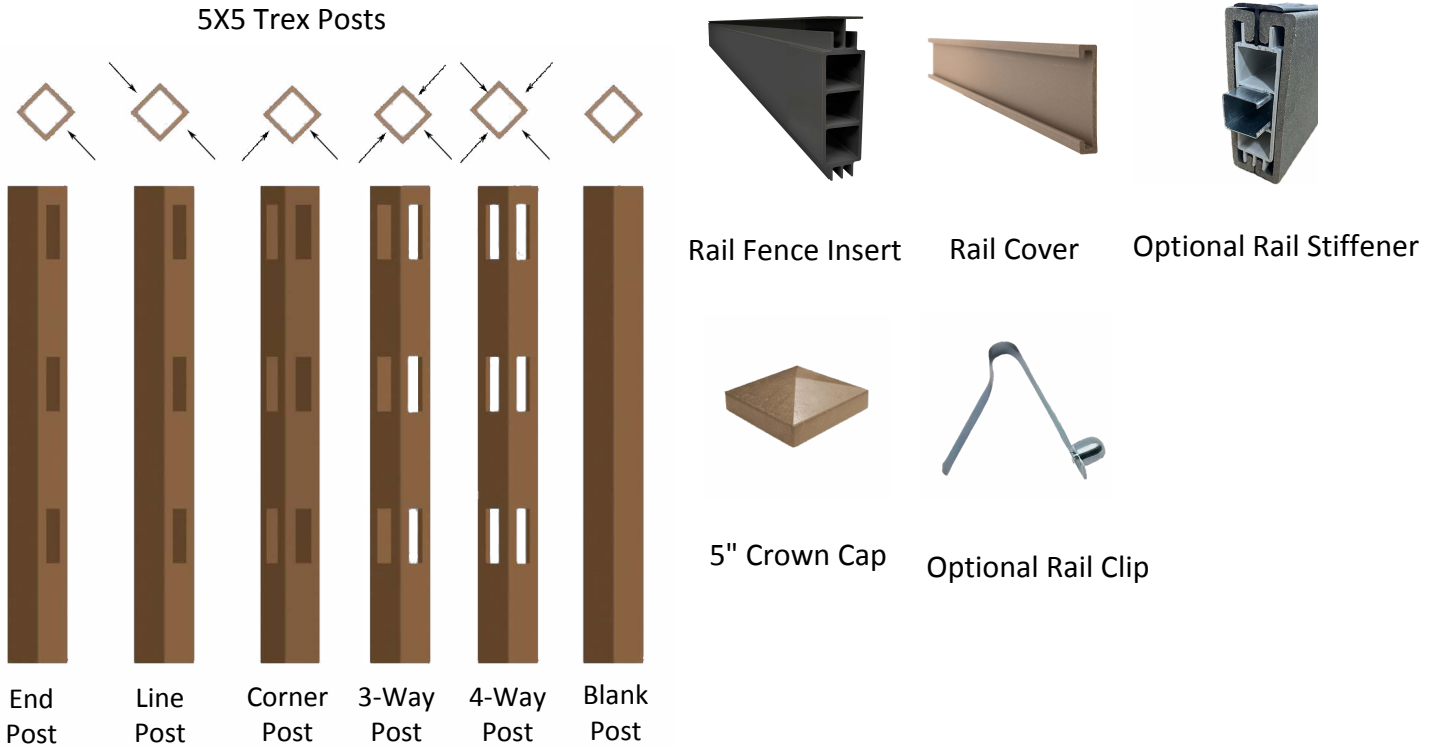 5X5 Trex Posts
End
Post
Line
Post
Corner
Post
3-Way
Post
4-Way
Post
Blank
Post
Rail Fence Insert
Rail Cover
Optional Rail Stiffener
5" Crown Cap
Optional Rail Clip